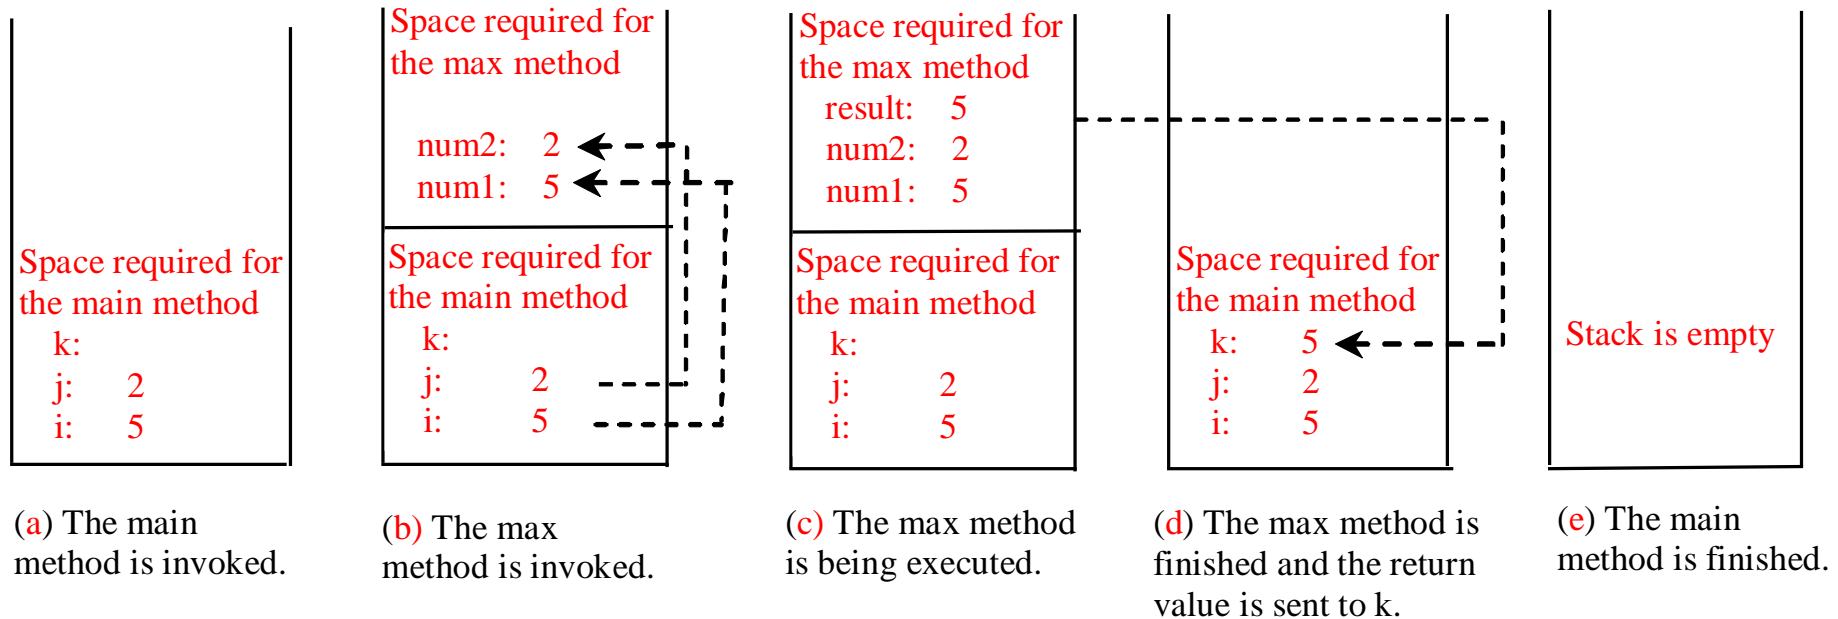 Space required for
the main method
k:
j: 2
i: 5
(a) The main
method is invoked.
Space required for
the max method
num2: 2
num1: 5
Space required for
the main method
k:
j: 2
i: 5
(b) The max
method is invoked.
Space required for
the max method
result: 5
num2: 2
num1: 5
Space required for
the main method
k:
j: 2
i: 5
(c) The max method
is being executed.
Space required for
the main method
k: 5
j: 2
i: 5
(d) The max method is
finished and the return
value is sent to k.
Stack is empty
(e) The main
method is finished.